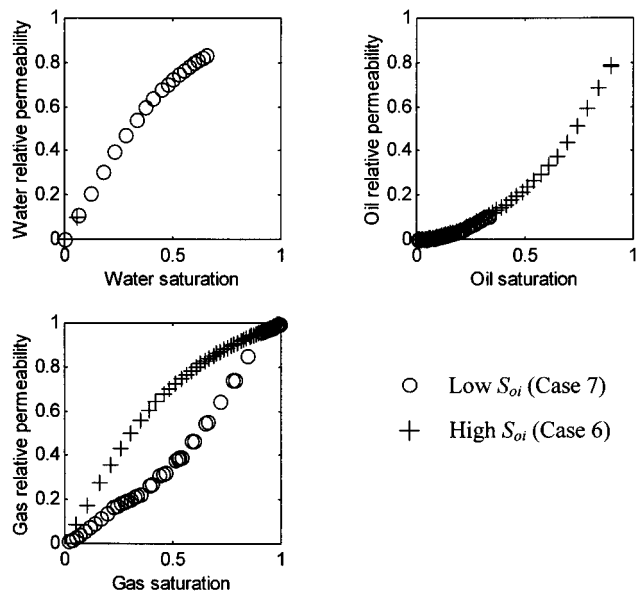 1
0.8
0.6
0.4
0.2
0
Water relative permeability
0 0.5 1
Water saturation
1
0.8
0.6
0.4
0.2
0
Oil relative permeability
0 0.5 1
Oil saturation
1
0.8
0.6
0.4
0.2
0
Gas relative permeability
0 0.5 1
Gas saturation
Low Soi (Case 7)
High Soi (Case 6)